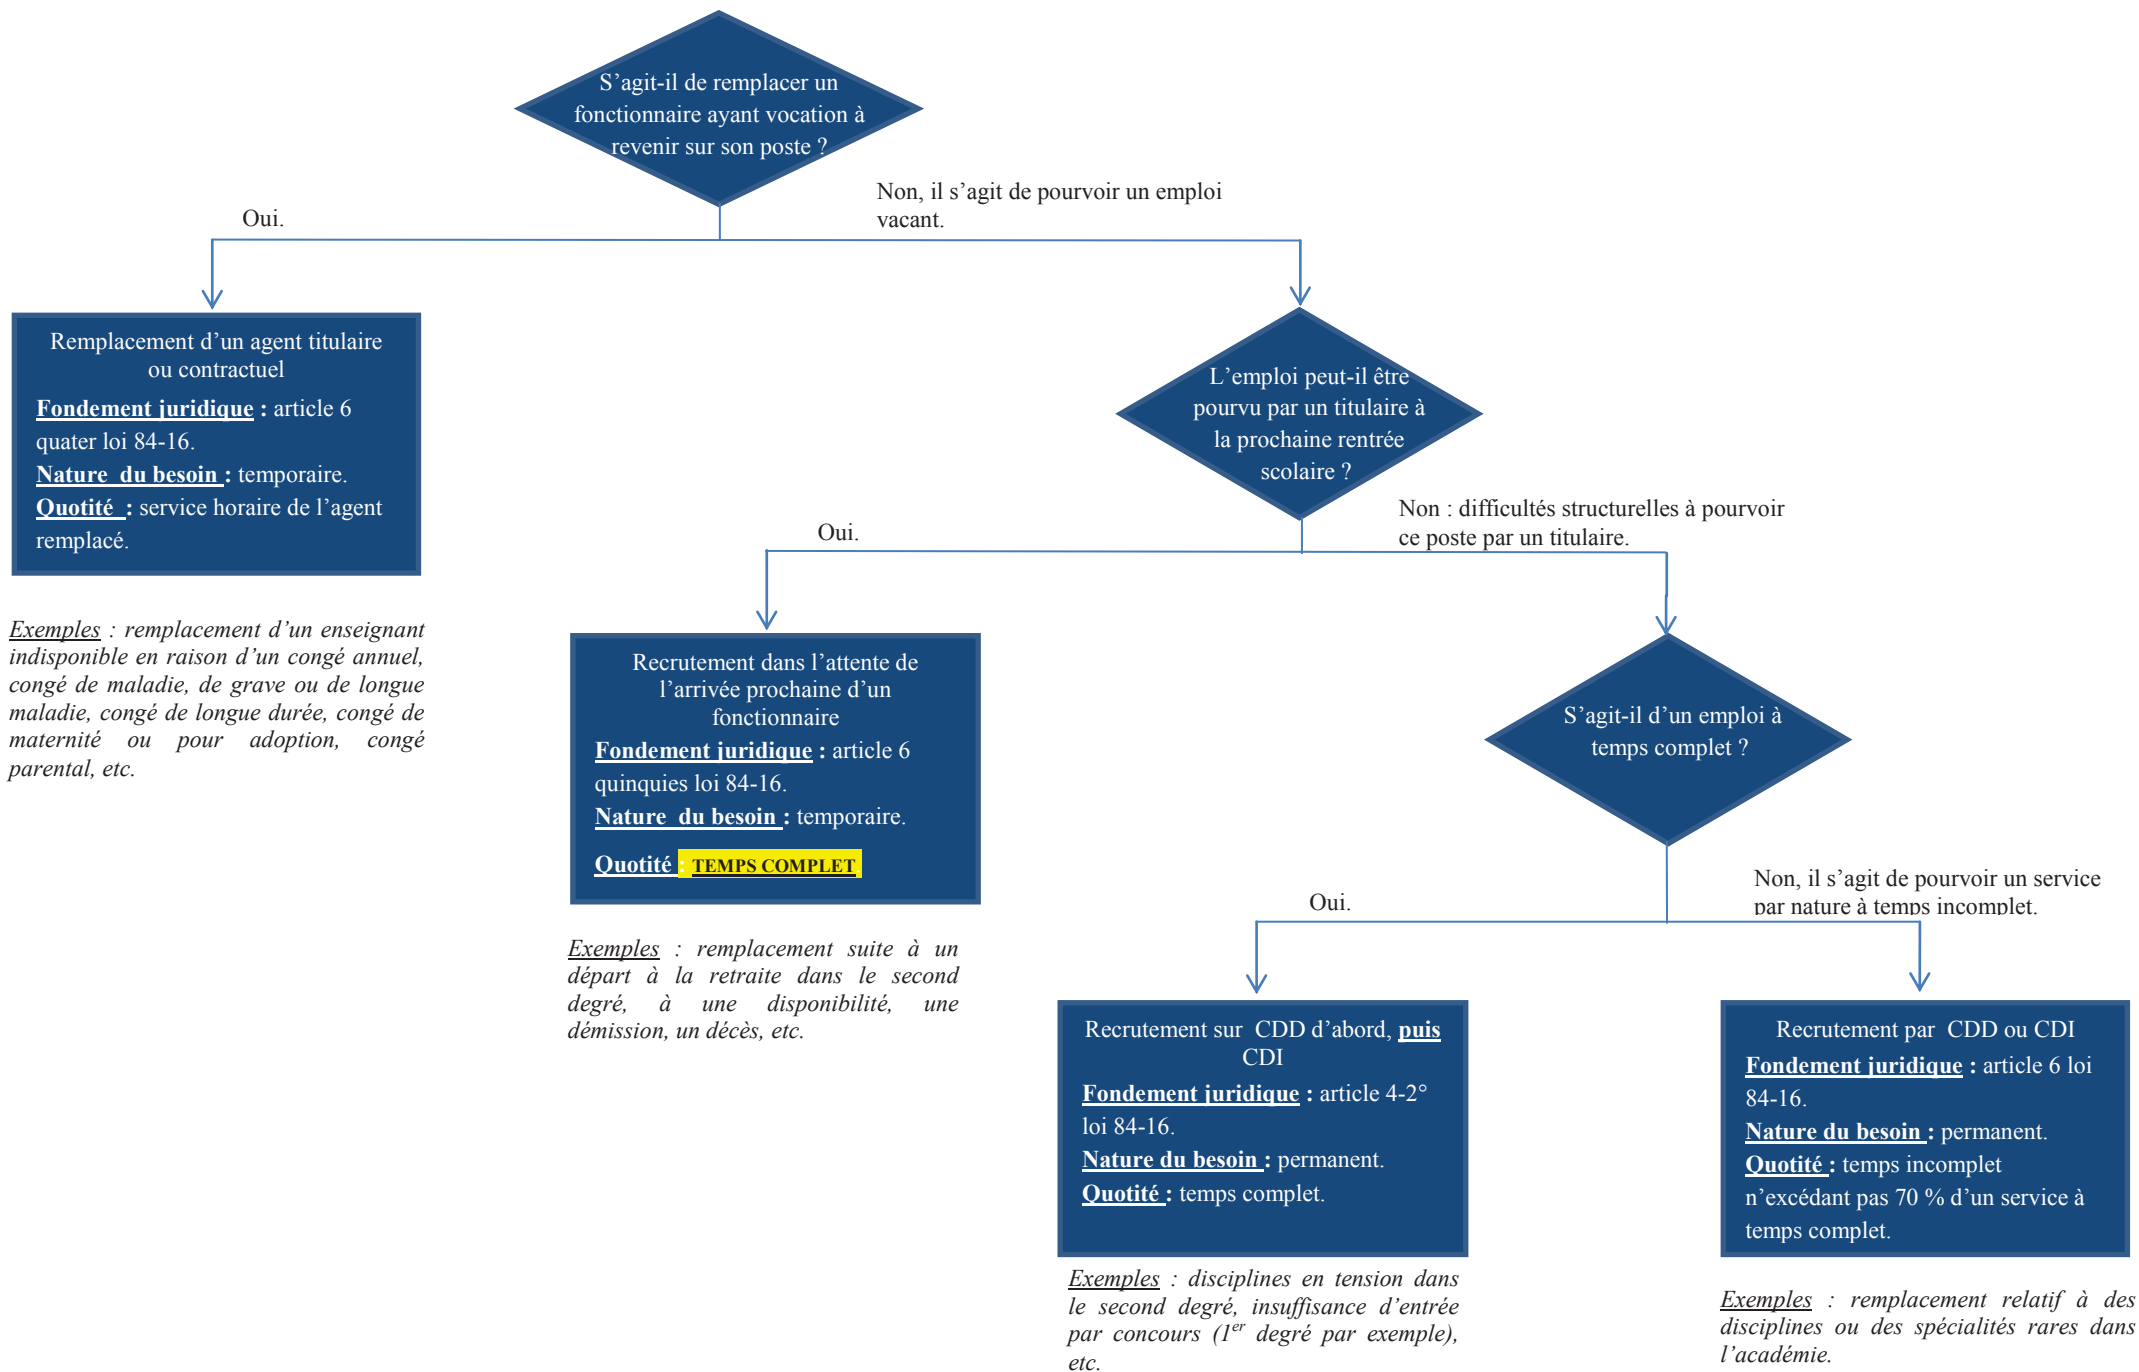 S’agit-il de remplacer un
fonctionnaire ayant vocation à
revenir sur son poste ?
Non, il s’agit de pourvoir un emploi
vacant.
Oui.
Remplacement d’un agent titulaire
ou contractuel
Fondement juridique : article 6
quater loi 84-16.
Nature du besoin : temporaire.
Quotité : service horaire de l’agent
remplacé.
Exemples : remplacement d’un enseignant
indisponible en raison d’un congé annuel,
congé de maladie, de grave ou de longue
maladie, congé de longue durée, congé de
maternité ou pour adoption, congé
parental, etc.
L’emploi peut-il être
pourvu par un titulaire à
la prochaine rentrée
scolaire ?
Oui.
Non : difficultés structurelles à pourvoir
ce poste par un titulaire.
Recrutement dans l’attente de
l’arrivée prochaine d’un
fonctionnaire
Fondement juridique : article 6
quinquies loi 84-16.
Nature du besoin : temporaire.
Quotité : TEMPS COMPLET.
Exemples : remplacement suite à un
départ à la retraite dans le second
degré, à une disponibilité, une
démission, un décès, etc.
S’agit-il d’un emploi à
temps complet ?
Oui.
Non, il s’agit de pourvoir un service
par nature à temps incomplet.
Recrutement sur CDD d’abord, puis
CDI
Fondement juridique : article 4-2°
loi 84-16.
Nature du besoin : permanent.
Quotité : temps complet.
Exemples : disciplines en tension dans
le second degré, insuffisance d’entrée
par concours (1er degré par exemple),
etc.
Recrutement par CDD ou CDI
Fondement juridique : article 6 loi
84-16.
Nature du besoin : permanent.
Quotité : temps incomplet
n’excédant pas 70 % d’un service à
temps complet.
Exemples : remplacement relatif à des
disciplines ou des spécialités rares dans
l’académie.